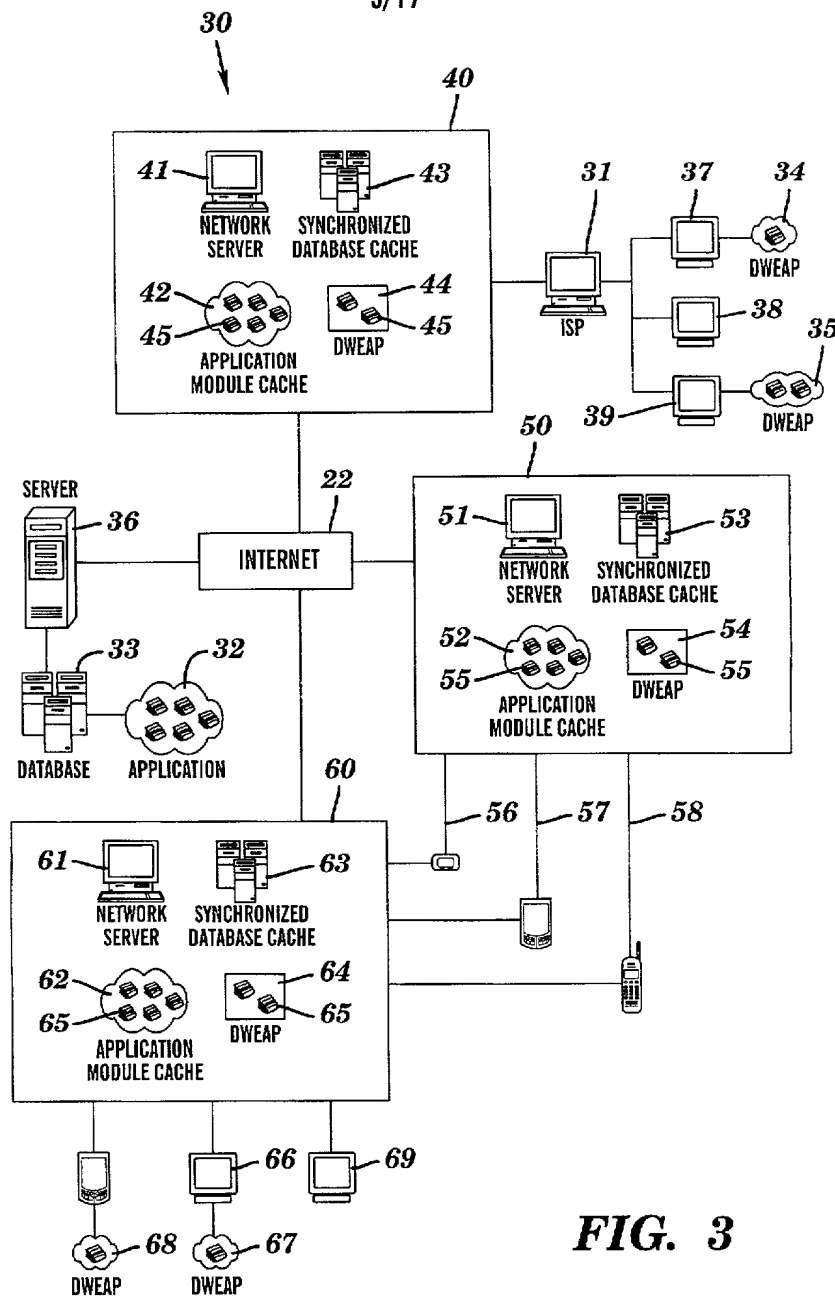 30
40
41
NETWORK SERVER
43
SYNCHRONIZED DATABASE CACHE
42
45
APPLICATION MODULE CACHE
44
45
DWEAP
31
ISP
37
34
DWEAP
38
35
39
DWEAP
50
51
NETWORK SERVER
53
SYNCHRONIZED DATABASE CACHE
52
55
APPLICATION MODULE CACHE
54
55
DWEAP
22
INTERNET
SERVER
36
33
32
DATABASE
APPLICATION
60
56
57
58
61
NETWORK SERVER
63
SYNCHRONIZED DATABASE CACHE
62
65
APPLICATION MODULE CACHE
64
65
DWEAP
66
69
68
DWEAP
67
DWEAP
FIG. 3